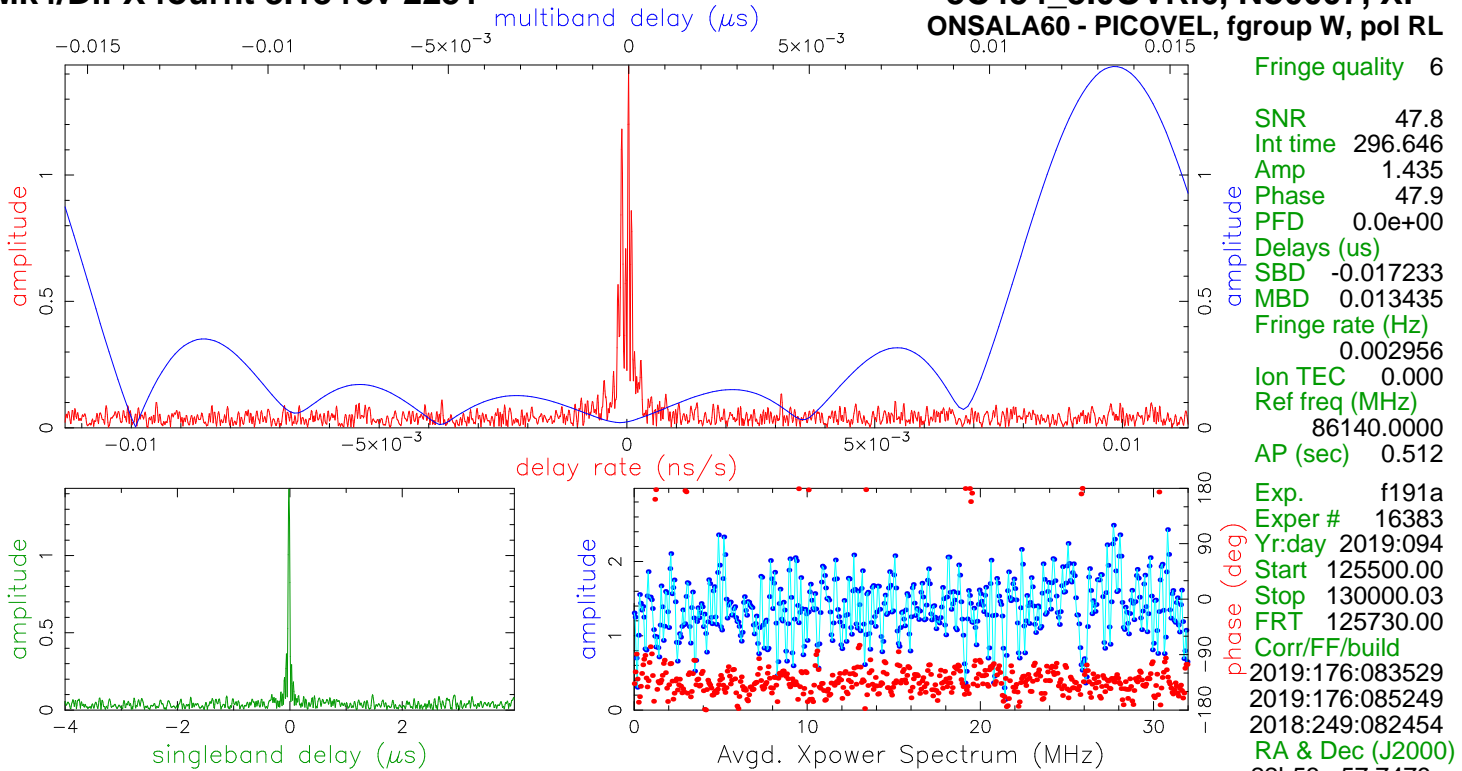 ONSALA60 - PICOVEL, fgroup W, pol RL
multiband delay (μs)
−0.015 −0.01 −5×10⁻³ 0 5×10⁻³ 0.01 0.015
amplitude
0 0.5 1
amplitude
0 0.5 1
−0.01 −5×10⁻³ 0 5×10⁻³ 0.01
delay rate (ns/s)
amplitude
0 0.5 1
−4 −2 0 2
singleband delay (μs)
amplitude
0 1 2
0 10 20 30
Avgd. Xpower Spectrum (MHz)
phase (deg)
−180 −90 0 90 180
Fringe quality 6
SNR 47.8
Int time 296.646
Amp 1.435
Phase 47.9
PFD 0.0e+00
Delays (us)
SBD -0.017233
MBD 0.013435
Fringe rate (Hz)
0.002956
Ion TEC 0.000
Ref freq (MHz)
86140.0000
AP (sec) 0.512
Exp. f191a
Exper # 16383
Yr:day 2019:094
Start 125500.00
Stop 130000.03
FRT 125730.00
Corr/FF/build
2019:176:083529
2019:176:085249
2018:249:082454
RA & Dec (J2000)